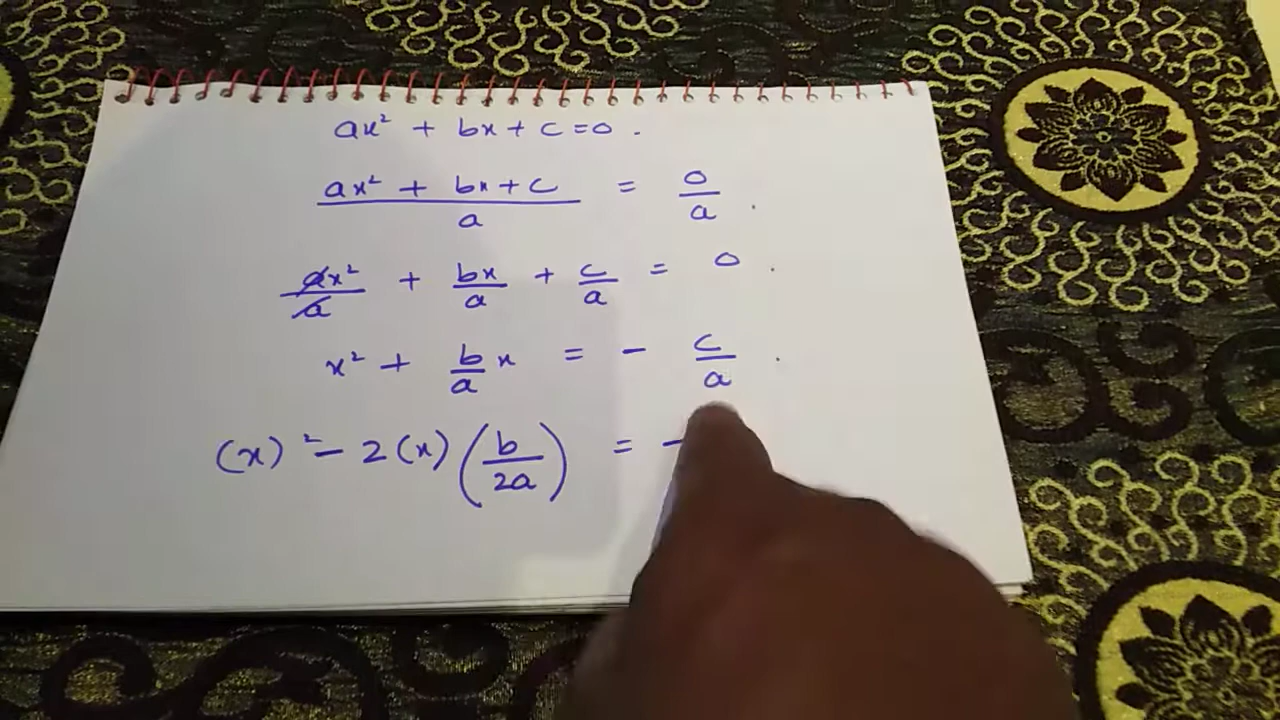 ax² + bx + c = 0 .
(ax² + bx + c)/a = 0/a .
ax²/a + bx/a + c/a = 0 .
x² + b/a x = - c/a .
(x)² - 2(x)(b/2a) = -